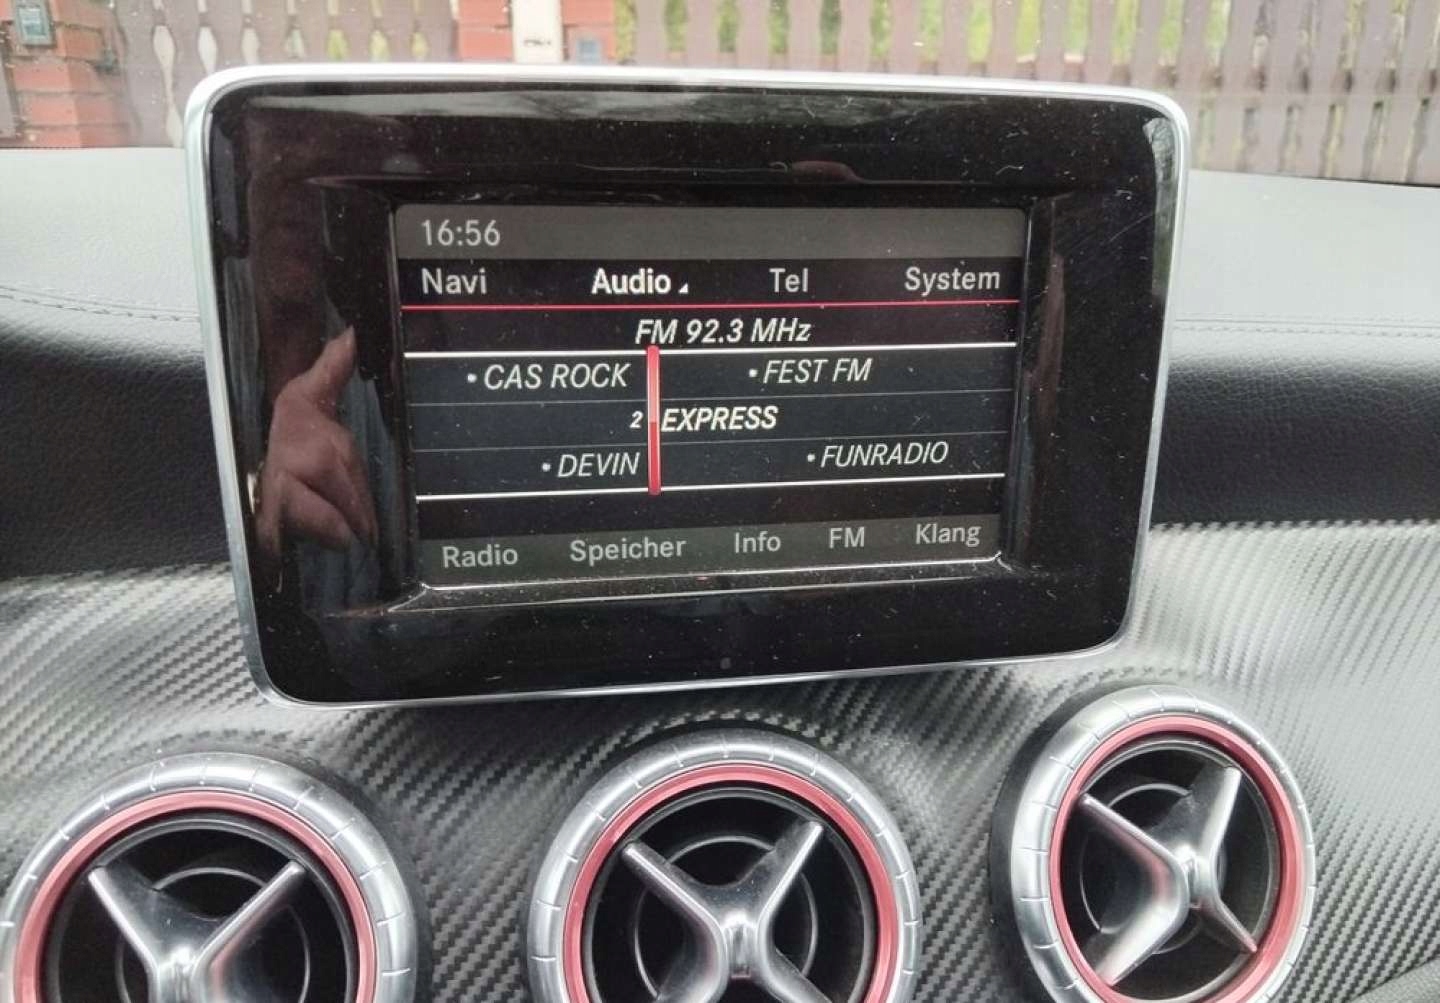 16:56
Navi Audio Tel System
FM 92.3 MHz
• CAS ROCK • FEST FM
2 EXPRESS
• DEVIN • FUNRADIO
Radio Speicher Info FM Klang